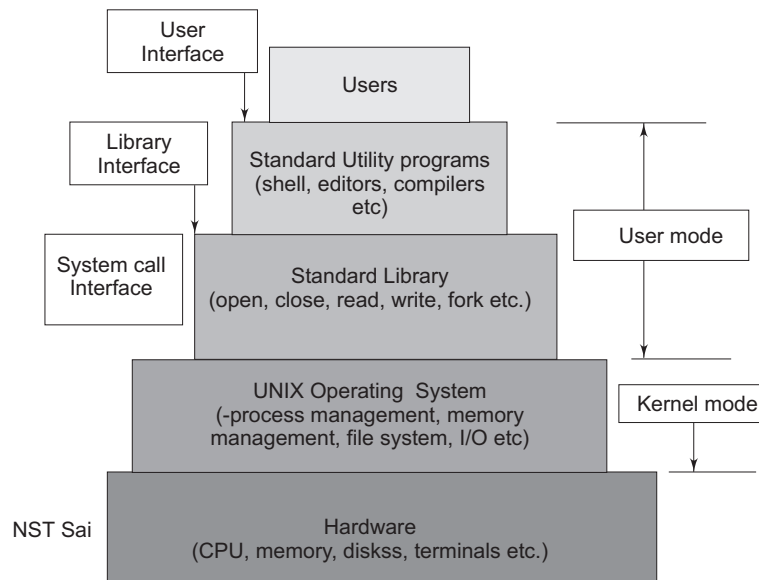 User
Interface
Users
Library
Interface
Standard Utility programs
(shell, editors, compilers
etc)
User mode
System call
Interface
Standard Library
(open, close, read, write, fork etc.)
UNIX Operating System
(-process management, memory
management, file system, I/O etc)
Kernel mode
NST Sai
Hardware
(CPU, memory, diskss, terminals etc.)